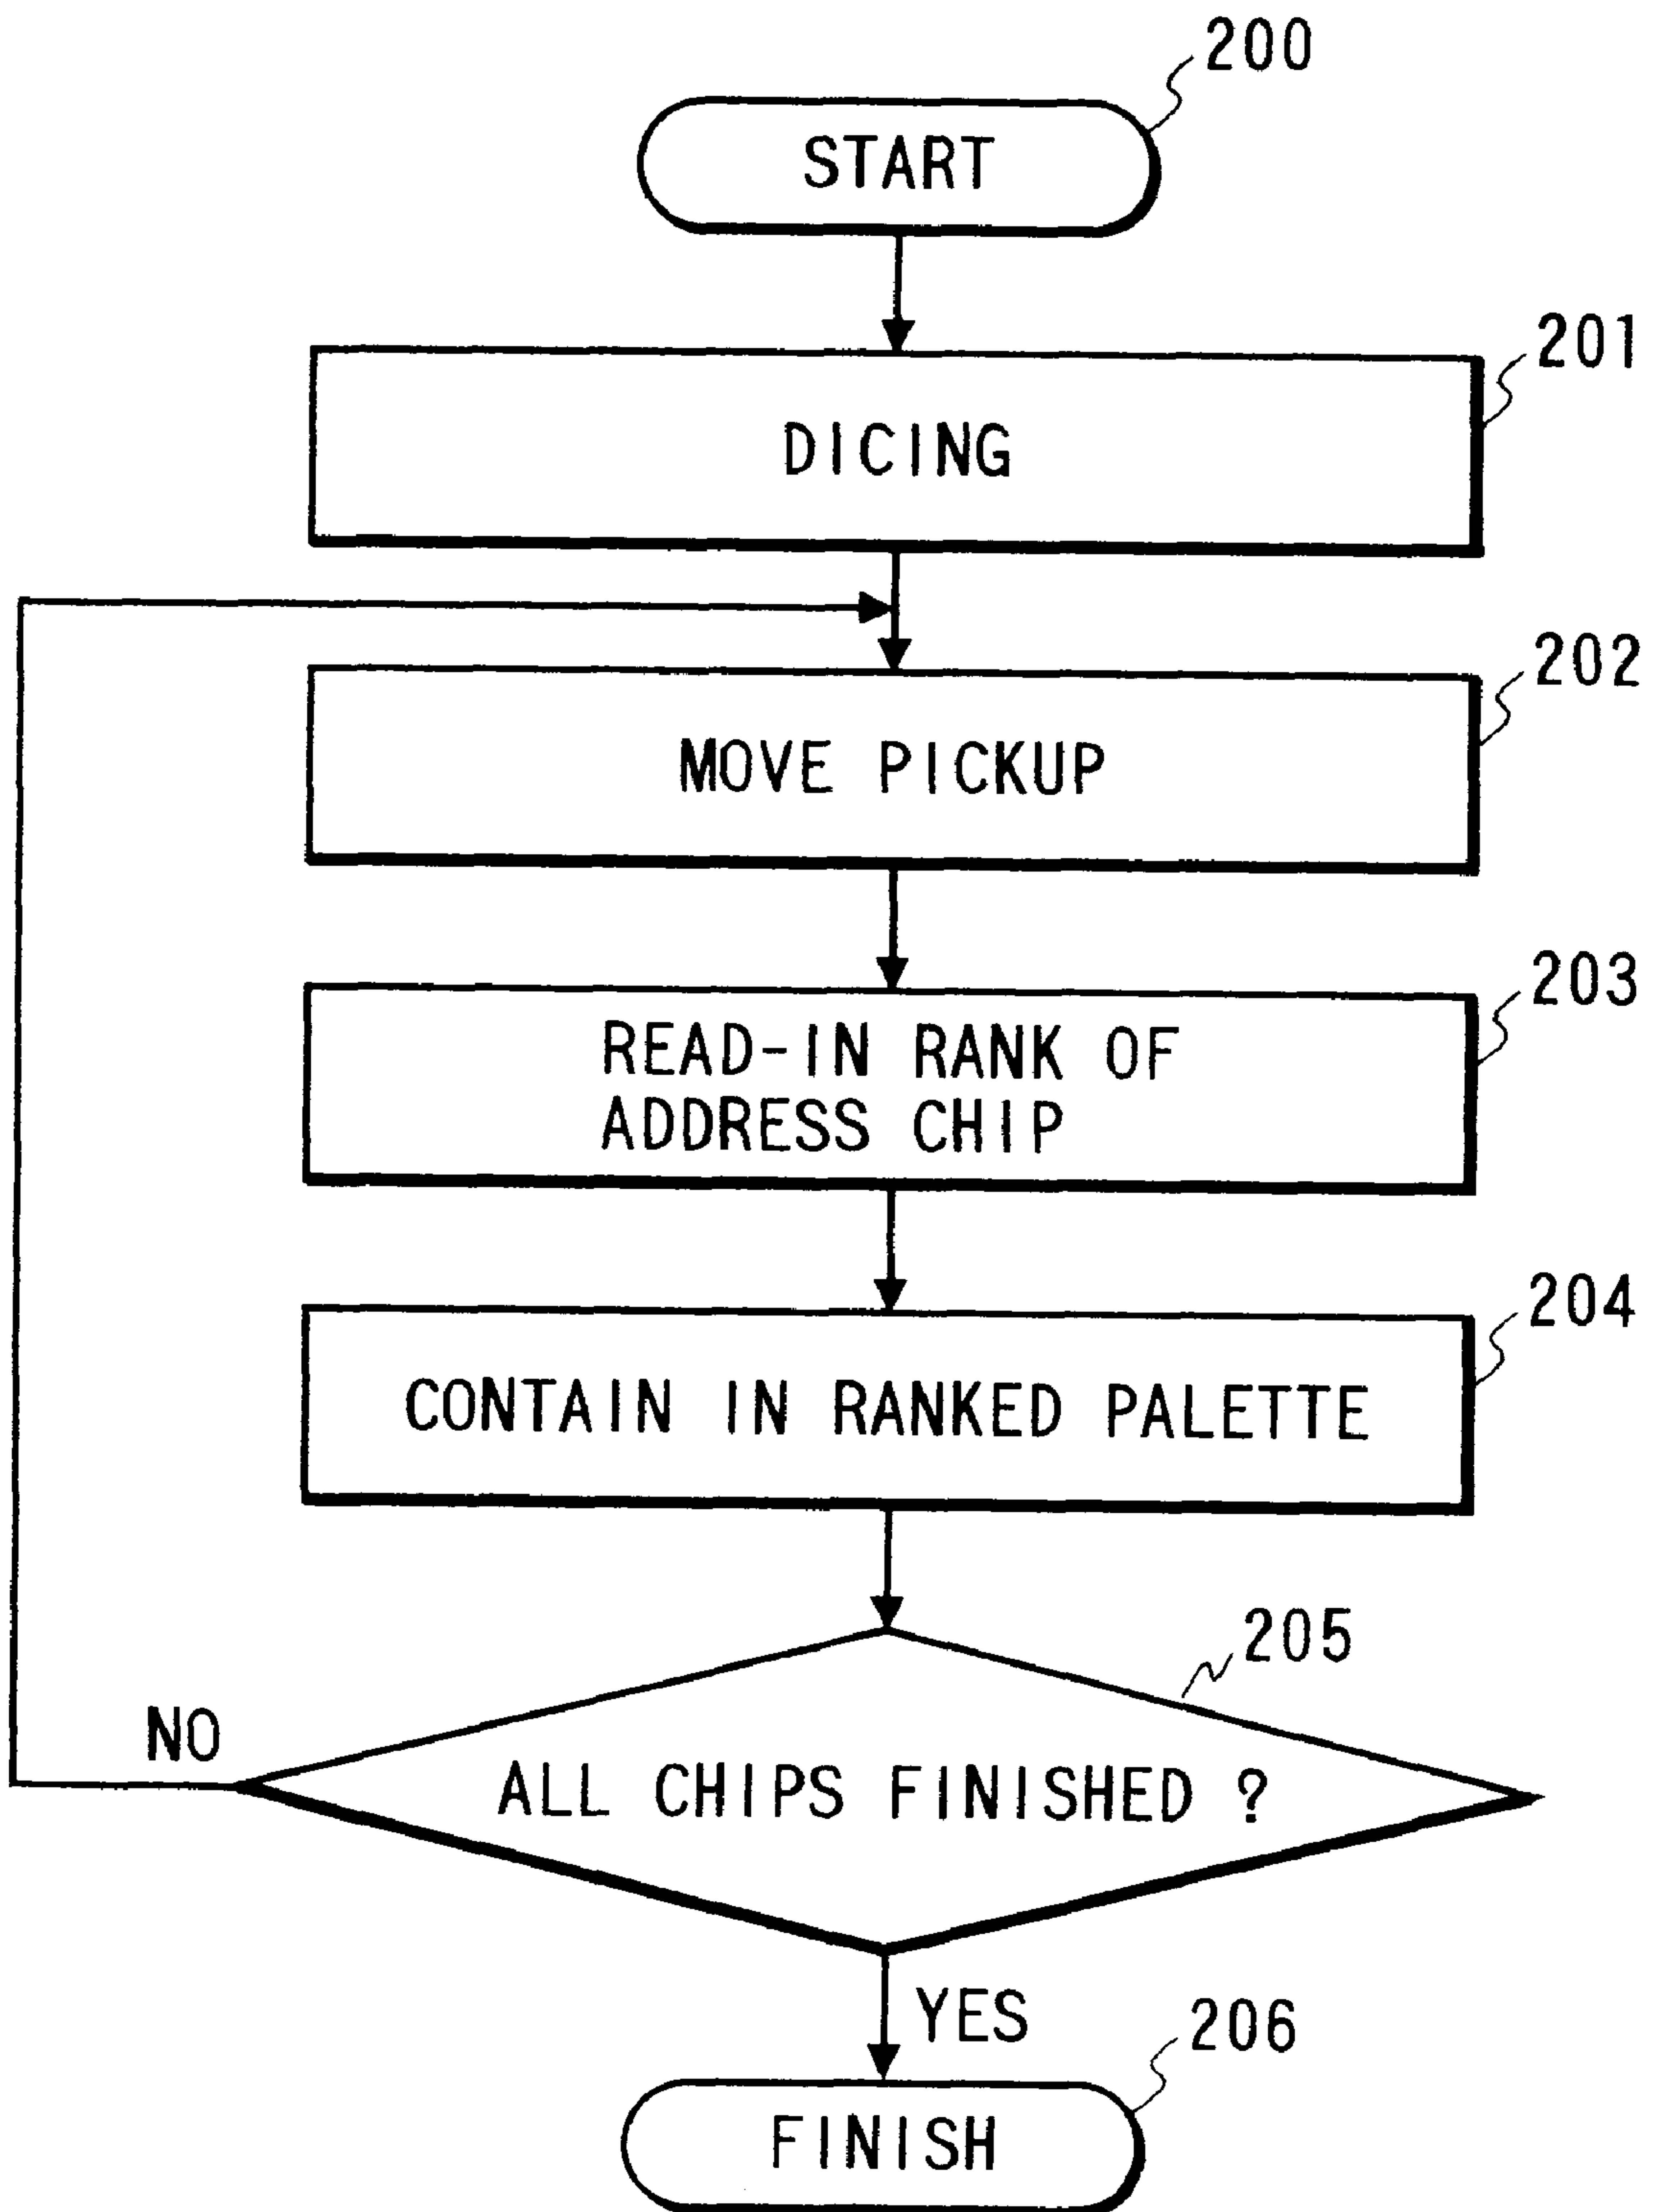 200
START
201
DICING
202
MOVE PICKUP
203
READ-IN RANK OF
ADDRESS CHIP
204
CONTAIN IN RANKED PALETTE
205
NO
ALL CHIPS FINISHED ?
YES
206
FINISH